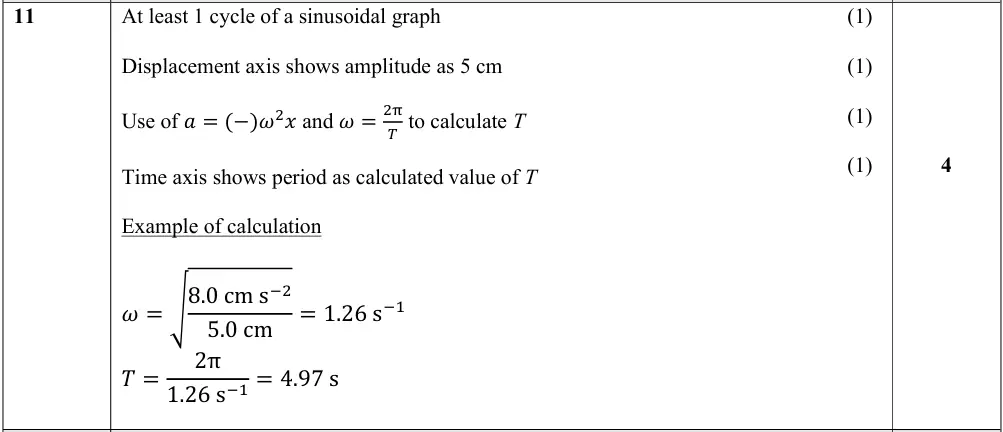 11 At least 1 cycle of a sinusoidal graph (1)
Displacement axis shows amplitude as 5 cm (1)
Use of 𝑎 = (−)𝜔²𝑥 and 𝜔 = 2π/𝑇 to calculate T (1)
Time axis shows period as calculated value of T (1) 4
Example of calculation
𝜔 = √(8.0 cm s⁻²/5.0 cm) = 1.26 s⁻¹
𝑇 = 2π/1.26 s⁻¹ = 4.97 s